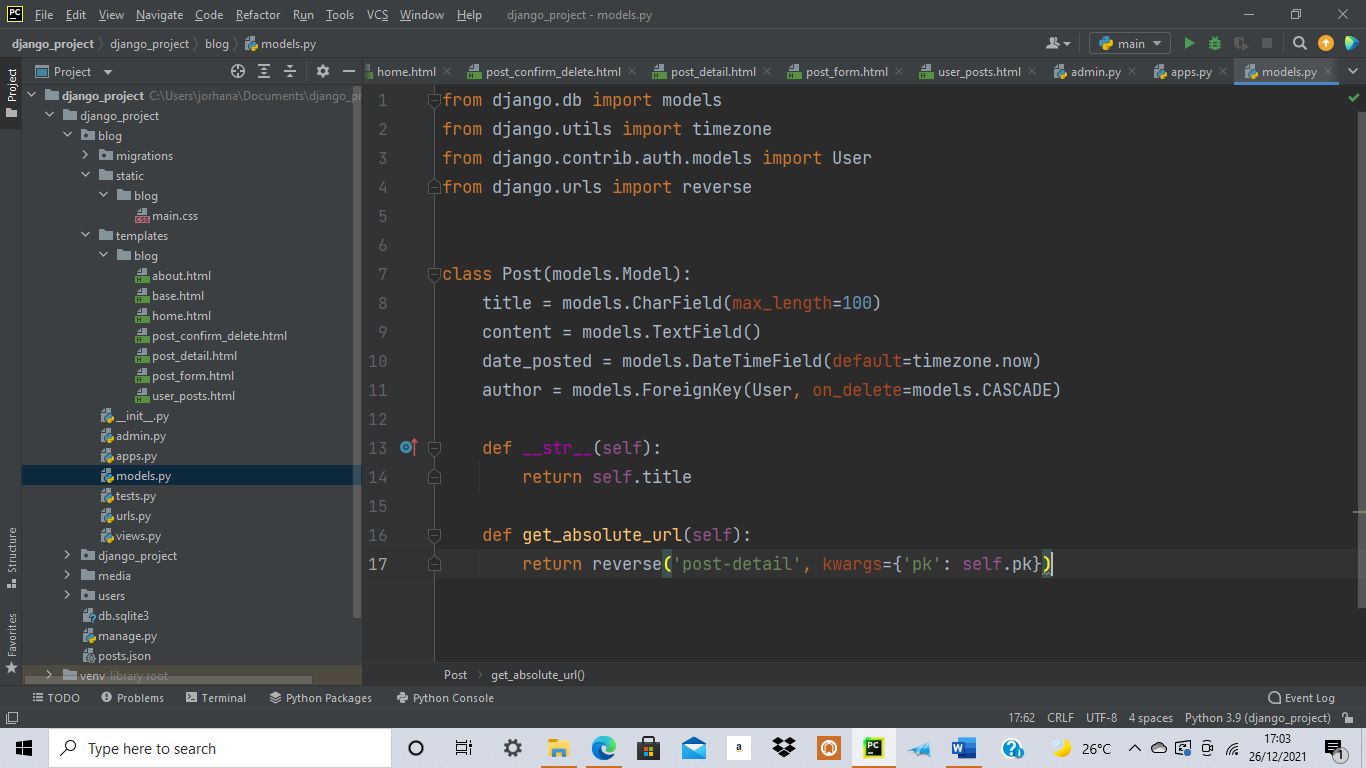 PC File Edit View Navigate Code Refactor Run Tools VCS Window Help django_project - models.py
django_project django_project blog models.py main
Project home.html post_confirm_delete.html post_detail.html post_form.html user_posts.html admin.py apps.py models.py
Project
Structure
Favorites
django_project C:\Users\jorhana\Documents\django_pr
django_project
blog
migrations
static
blog
main.css
templates
blog
about.html
base.html
home.html
post_confirm_delete.html
post_detail.html
post_form.html
user_posts.html
__init__.py
admin.py
apps.py
models.py
tests.py
urls.py
views.py
django_project
media
users
db.sqlite3
manage.py
posts.json
venv library root
1 from django.db import models
2 from django.utils import timezone
3 from django.contrib.auth.models import User
4 from django.urls import reverse
5
6
7 class Post(models.Model):
8 title = models.CharField(max_length=100)
9 content = models.TextField()
10 date_posted = models.DateTimeField(default=timezone.now)
11 author = models.ForeignKey(User, on_delete=models.CASCADE)
12
13 def __str__(self):
14 return self.title
15
16 def get_absolute_url(self):
17 return reverse('post-detail', kwargs={'pk': self.pk})
Post get_absolute_url()
TODO Problems Terminal Python Packages Python Console Event Log
17:62 CRLF UTF-8 4 spaces Python 3.9 (django_project)
Type here to search a PC W 26°C 17:03
26/12/2021 1